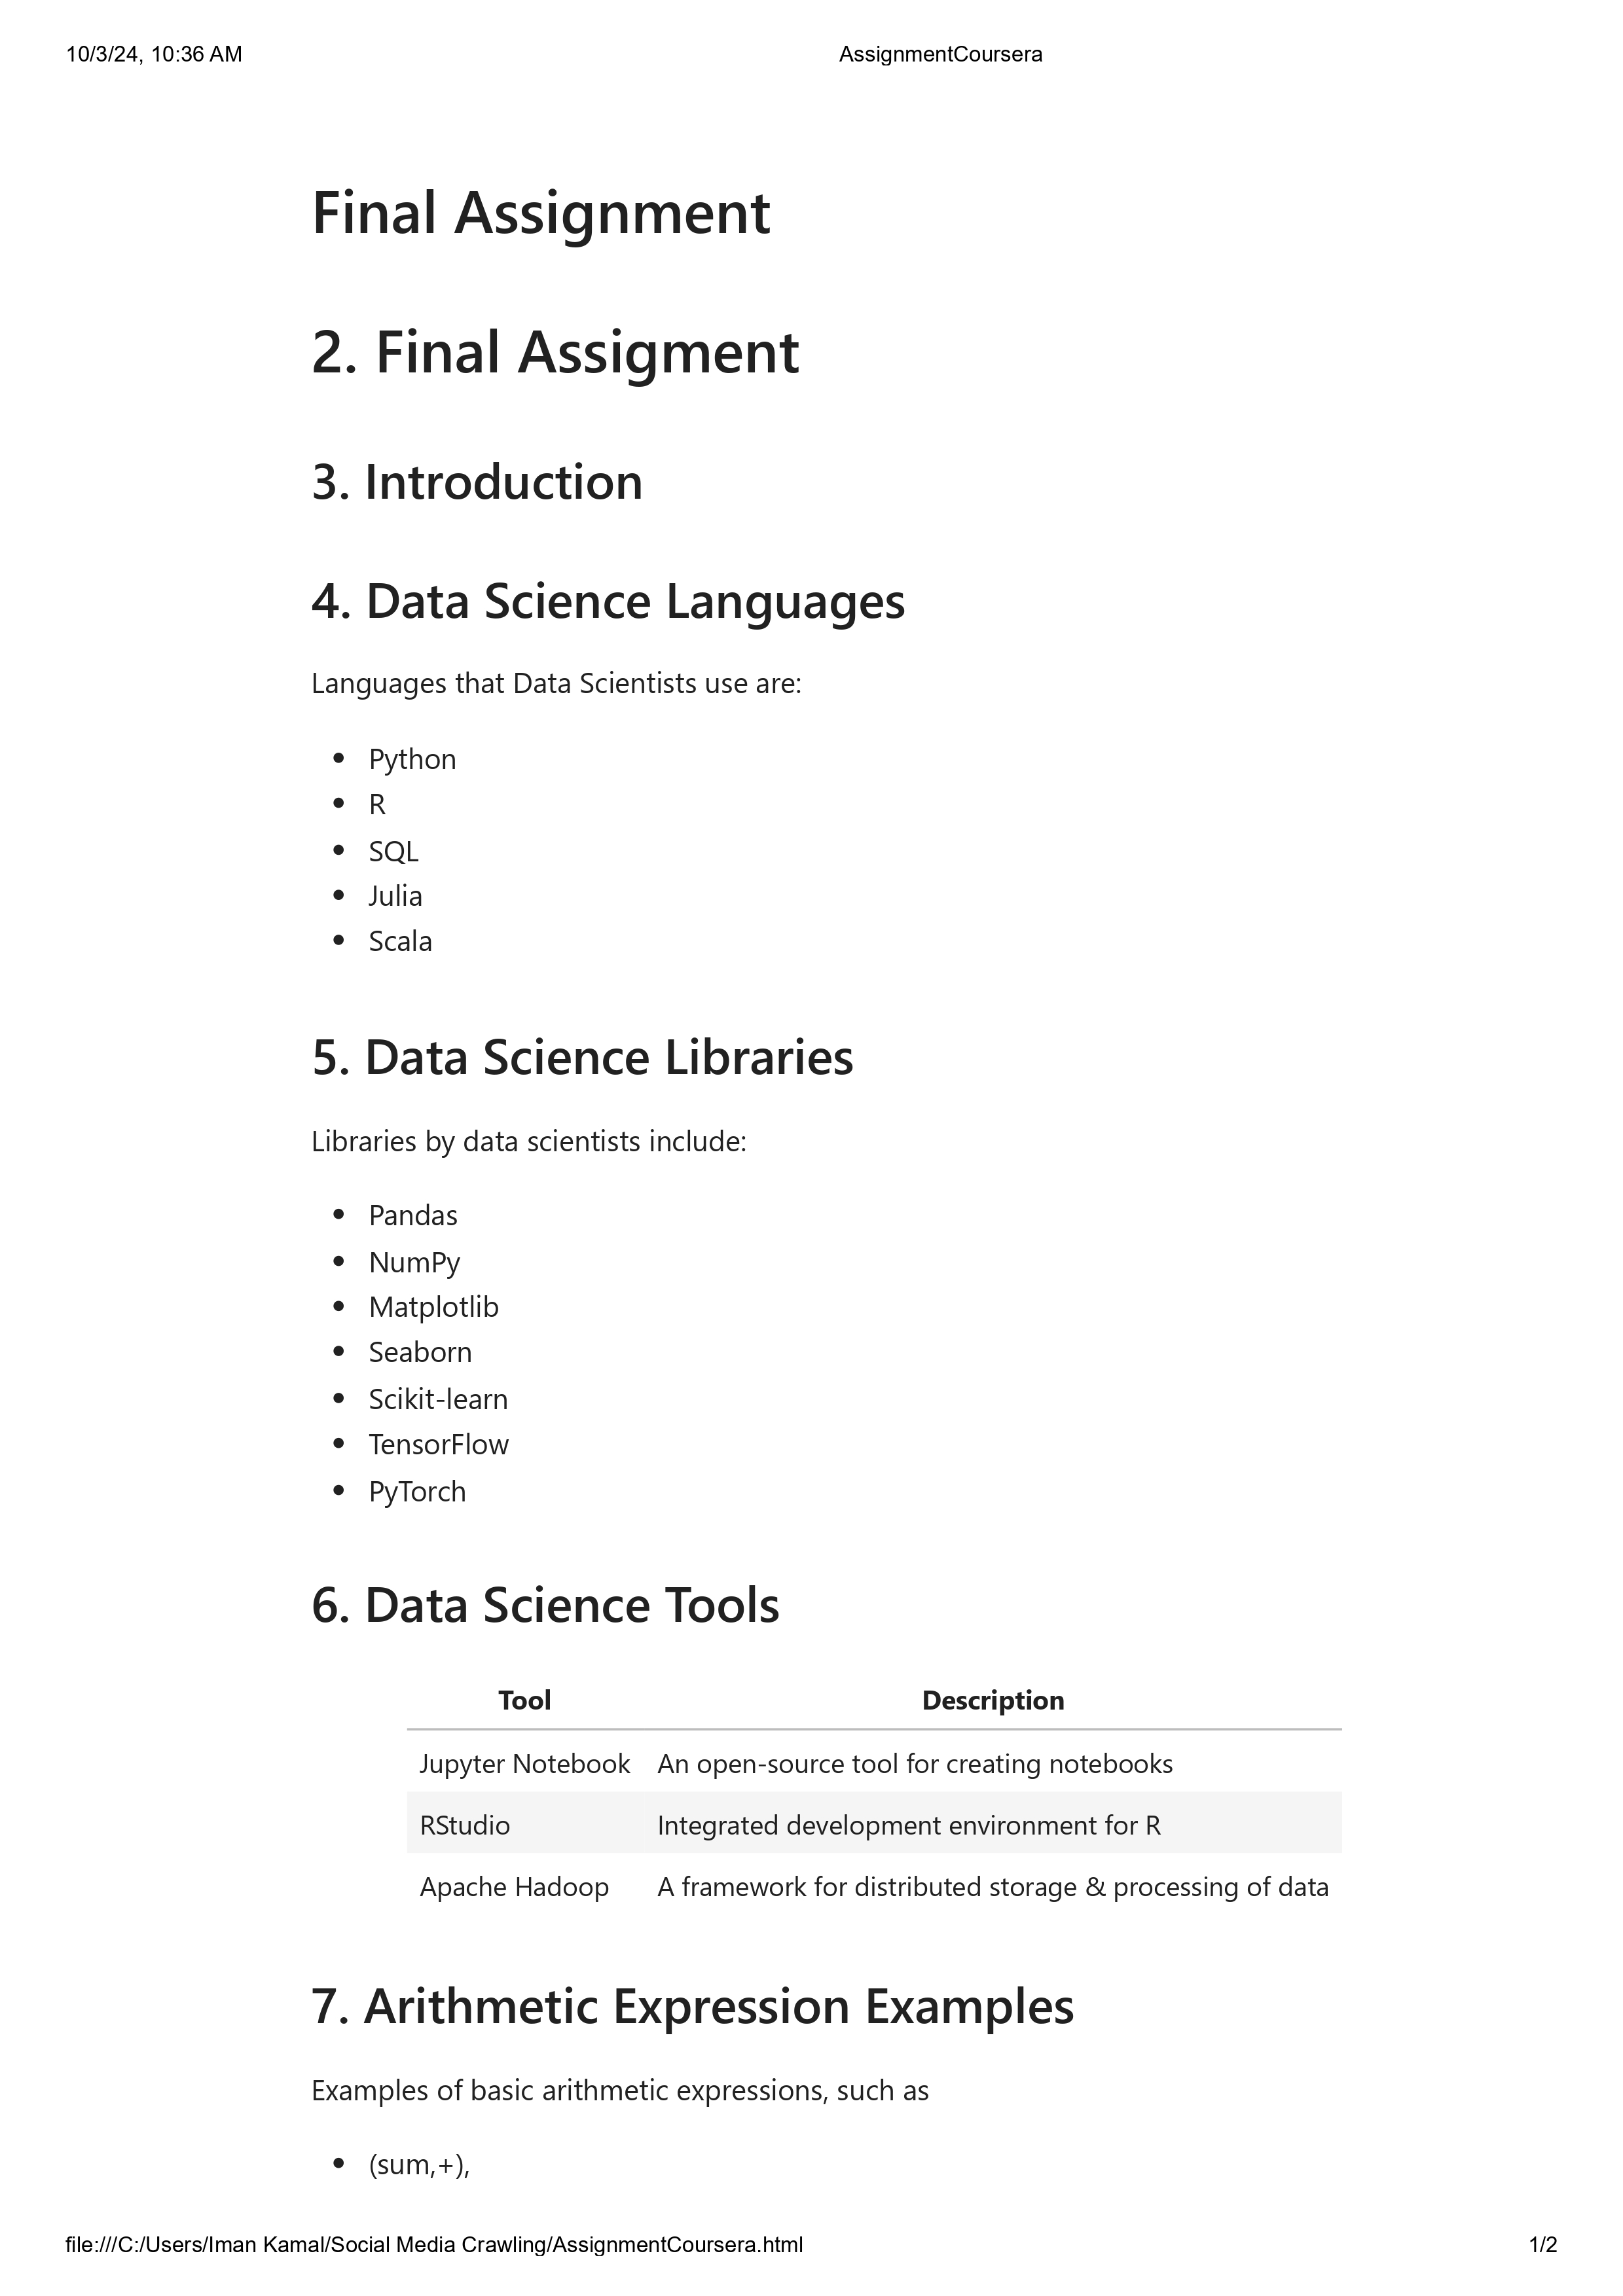 10/3/24, 10:36 AM AssignmentCoursera
Final Assignment
2. Final Assigment
3. Introduction
4. Data Science Languages
Languages that Data Scientists use are:
• Python
• R
• SQL
• Julia
• Scala
5. Data Science Libraries
Libraries by data scientists include:
• Pandas
• NumPy
• Matplotlib
• Seaborn
• Scikit-learn
• TensorFlow
• PyTorch
6. Data Science Tools
Tool Description
Jupyter Notebook An open-source tool for creating notebooks
RStudio Integrated development environment for R
Apache Hadoop A framework for distributed storage & processing of data
7. Arithmetic Expression Examples
Examples of basic arithmetic expressions, such as
• (sum,+),
file:///C:/Users/Iman Kamal/Social Media Crawling/AssignmentCoursera.html 1/2